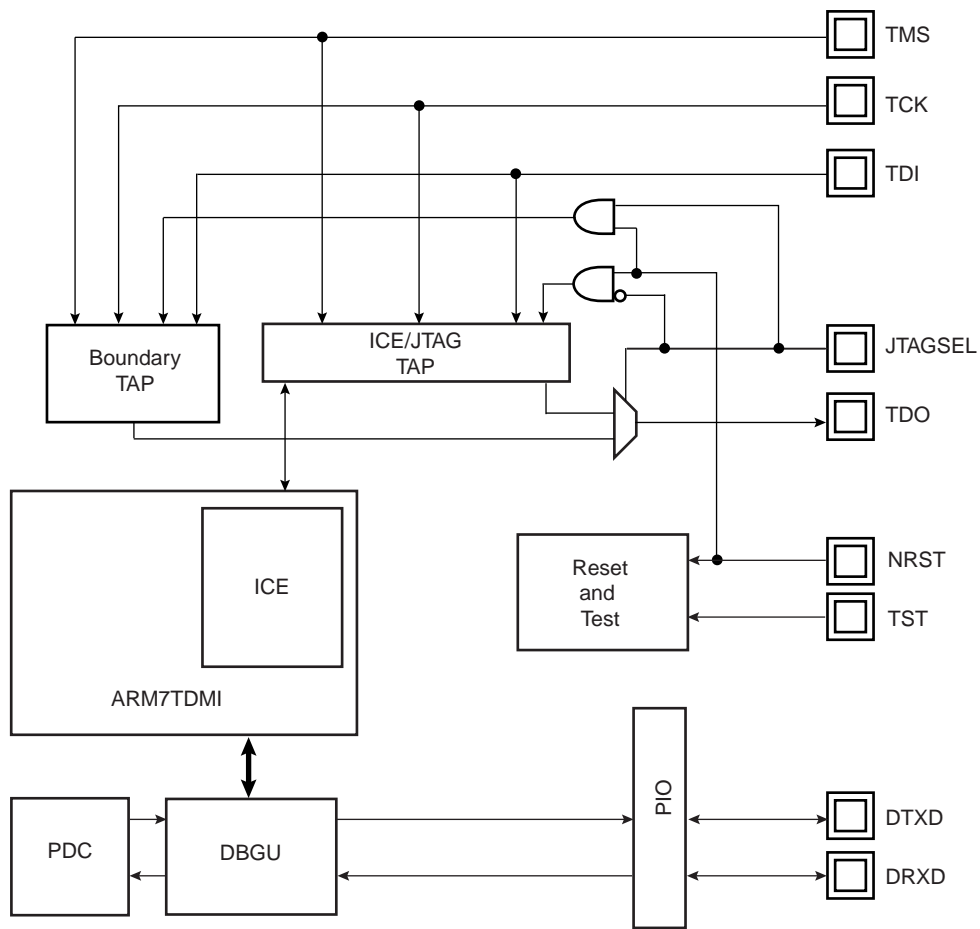 TMS
TCK
TDI
Boundary
TAP
ICE/JTAG
TAP
JTAGSEL
TDO
Reset
and
Test
NRST
TST
ICE
ARM7TDMI
PDC
DBGU
PIO
DTXD
DRXD